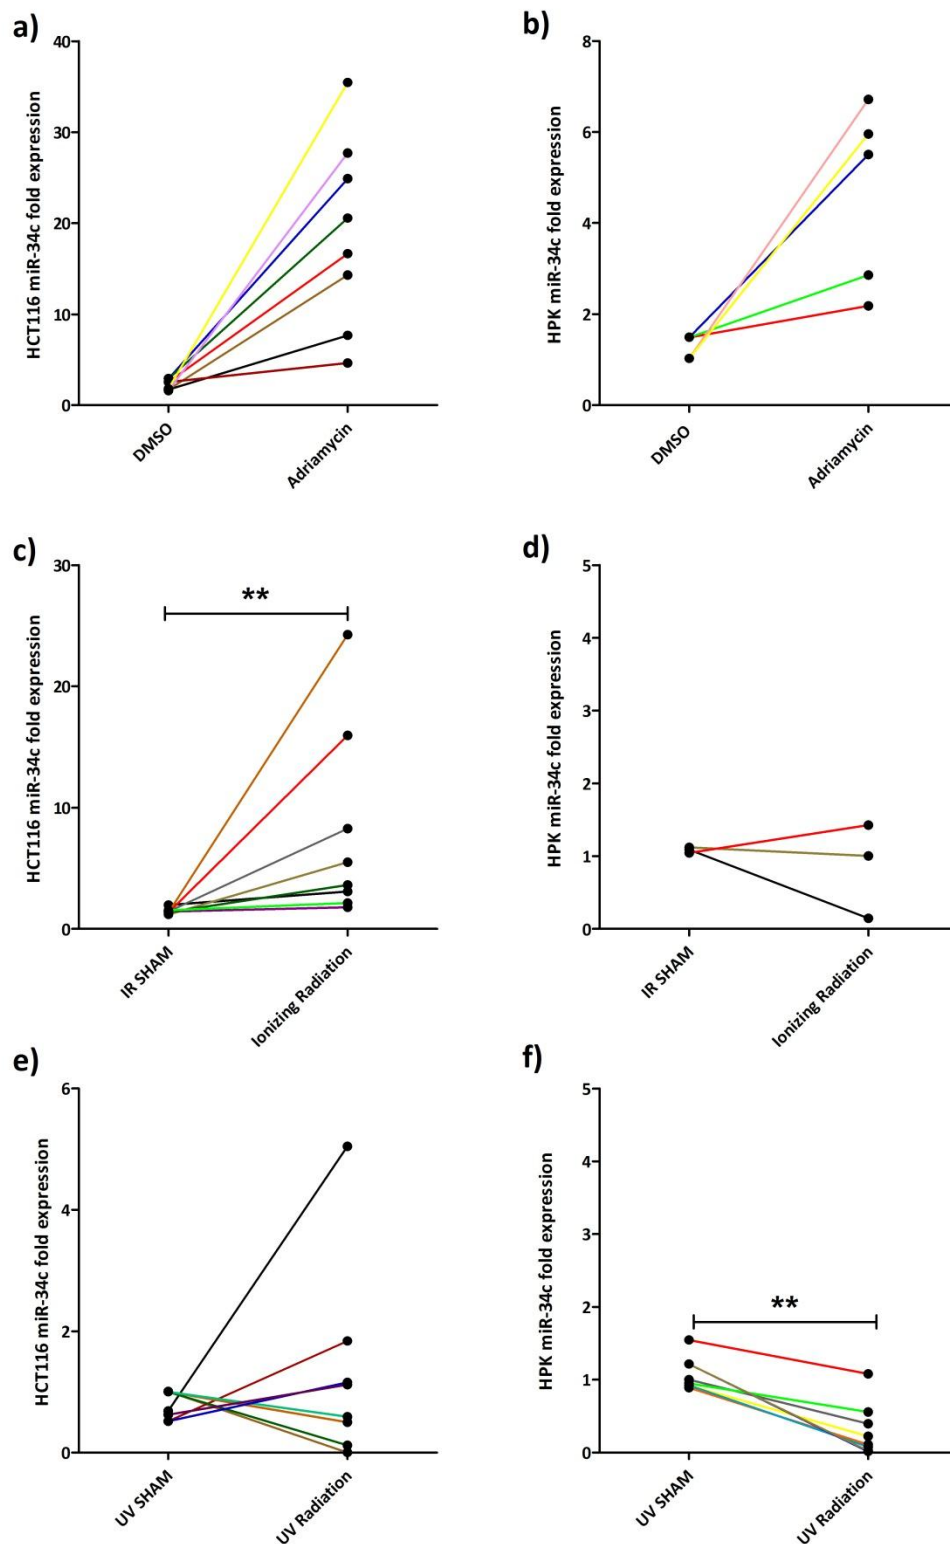 a)
HCT116 miR-34c fold expression
40
30
20
10
0
DMSO
Adriamycin
b)
HPK miR-34c fold expression
8
6
4
2
0
DMSO
Adriamycin
c)
HCT116 miR-34c fold expression
30
20
10
0
**
IR SHAM
Ionizing Radiation
d)
HPK miR-34c fold expression
5
4
3
2
1
0
IR SHAM
Ionizing Radiation
e)
HCT116 miR-34c fold expression
6
4
2
0
UV SHAM
UV Radiation
f)
HPK miR-34c fold expression
5
4
3
2
1
0
**
UV SHAM
UV Radiation